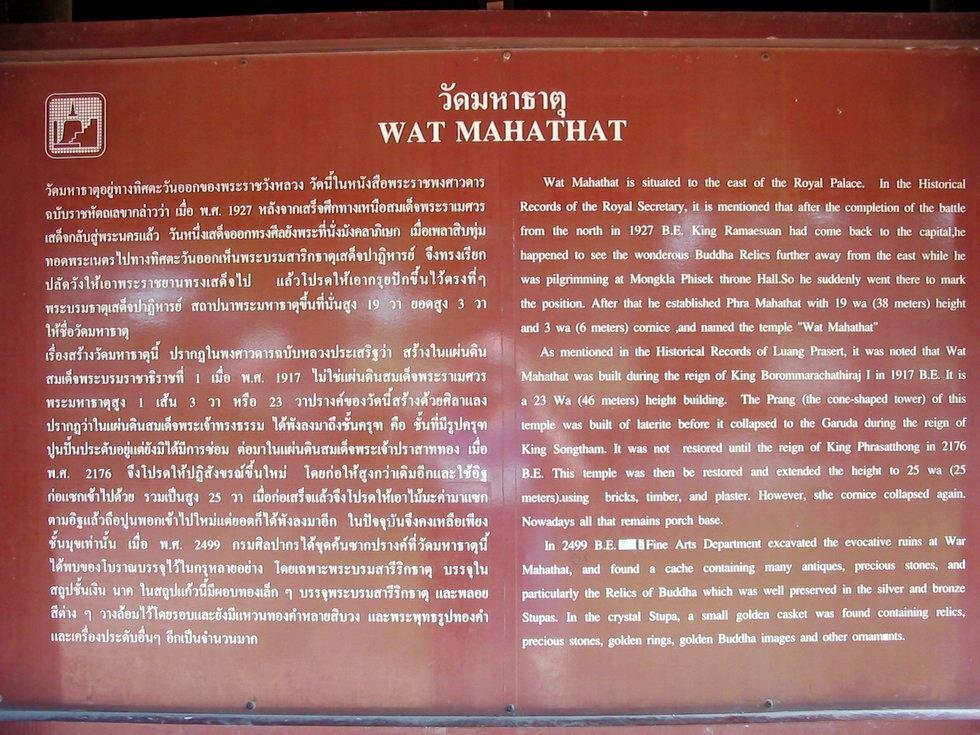 วัดมหาธาตุ
WAT MAHATHAT
วัดมหาธาตุอยู่ทางทิศตะวันออกของพระราชวังหลวง วัดนี้ในหนังสือพระราชพงศาวดาร
ฉบับราชหัตถเลขากล่าวว่า เมื่อ พ.ศ. 1927 หลังจากเสร็จศึกทางเหนือสมเด็จพระราเมศวร
เสด็จกลับสู่พระนครแล้ว วันหนึ่งเสด็จออกทรงศีลยังพระที่นั่งมังคลาภิเษก เมื่อเพลาสิบทุ่ม
ทอดพระเนตรไปทางทิศตะวันออกเห็นพระบรมสาริกธาตุเสด็จปาฏิหารย์ จึงทรงเรียก
ปลัดวังให้เอาพระราชยานทรงเสด็จไป แล้วโปรดให้เอากรุยปักขึ้นไว้ตรงที่ๆ
พระบรมธาตุเสด็จปาฏิหารย์ สถาปนาพระมหาธาตุขึ้นที่นั่นสูง 19 วา ยอดสูง 3 วา
ให้ชื่อวัดมหาธาตุ
เรื่องสร้างวัดมหาธาตุนี้ ปรากฏในพงศาวดารฉบับหลวงประเสริฐว่า สร้างในแผ่นดิน
สมเด็จพระบรมราชาธิราชที่ 1 เมื่อ พ.ศ. 1917 ไม่ใช่แผ่นดินสมเด็จพระราเมศวร
พระมหาธาตุสูง 1 เส้น 3 วา หรือ 23 วาปรางค์ของวัดนี้สร้างด้วยศิลาแลง
ปรากฏว่าในแผ่นดินสมเด็จพระเจ้าทรงธรรม ได้พังลงมาถึงชั้นครุฑ คือ ชั้นที่มีรูปครุฑ
ปูนปั้นประดับอยู่แต่ยังมิได้มีการซ่อม ต่อมาในแผ่นดินสมเด็จพระเจ้าปราสาททอง เมื่อ
พ.ศ. 2176 จึงโปรดให้ปฏิสังขรณ์ขึ้นใหม่ โดยก่อให้สูงกว่าเดิมอีกและใช้อิฐ
ก่อแซกเข้าไปด้วย รวมเป็นสูง 25 วา เมื่อก่อเสร็จแล้วจึงโปรดให้เอาไม้มะค่ามาแซก
ตามอิฐแล้วถือปูนพอกเข้าไปใหม่แต่ยอดก็ได้พังลงมาอีก ในปัจจุบันจึงคงเหลือเพียง
ชั้นมุขเท่านั้น เมื่อ พ.ศ. 2499 กรมศิลปากรได้ขุดค้นซากปรางค์ที่วัดมหาธาตุนี้
ได้พบของโบราณบรรจุไว้ในกรุหลายอย่าง โดยเฉพาะพระบรมสารีริกธาตุ บรรจุใน
สถูปชั้นเงิน นาค ในสถูปแก้วนี้มีผอบทองเล็ก ๆ บรรจุพระบรมสารีริกธาตุ และพลอย
สีต่าง ๆ วางล้อมไว้โดยรอบและยังมีแหวนทองคำหลายสิบวง และพระพุทธรูปทองคำ
และเครื่องประดับอื่นๆ อีกเป็นจำนวนมาก
Wat Mahathat is situated to the east of the Royal Palace. In the Historical
Records of the Royal Secretary, it is mentioned that after the completion of the battle
from the north in 1927 B.E. King Ramaesuan had come back to the capital,he
happened to see the wonderous Buddha Relics further away from the east while he
was pilgrimming at Mongkla Phisek throne Hall.So he suddenly went there to mark
the position. After that he established Phra Mahathat with 19 wa (38 meters) height
and 3 wa (6 meters) cornice ,and named the temple "Wat Mahathat"
As mentioned in the Historical Records of Luang Prasert, it was noted that Wat
Mahathat was built during the reign of King Borommarachathiraj I in 1917 B.E. It is
a 23 Wa (46 meters) height building. The Prang (the cone-shaped tower) of this
temple was built of laterite before it collapsed to the Garuda during the reign of
King Songtham. It was not restored until the reign of King Phrasatthong in 2176
B.E. This temple was then be restored and extended the height to 25 wa (25
meters).using bricks, timber, and plaster. However, sthe cornice collapsed again.
Nowadays all that remains porch base.
In 2499 B.E. Fine Arts Department excavated the evocative ruins at War
Mahathat, and found a cache containing many antiques, precious stones, and
particularly the Relics of Buddha which was well preserved in the silver and bronze
Stupas. In the crystal Stupa, a small golden casket was found containing relics,
precious stones, golden rings, golden Buddha images and other ornaments.